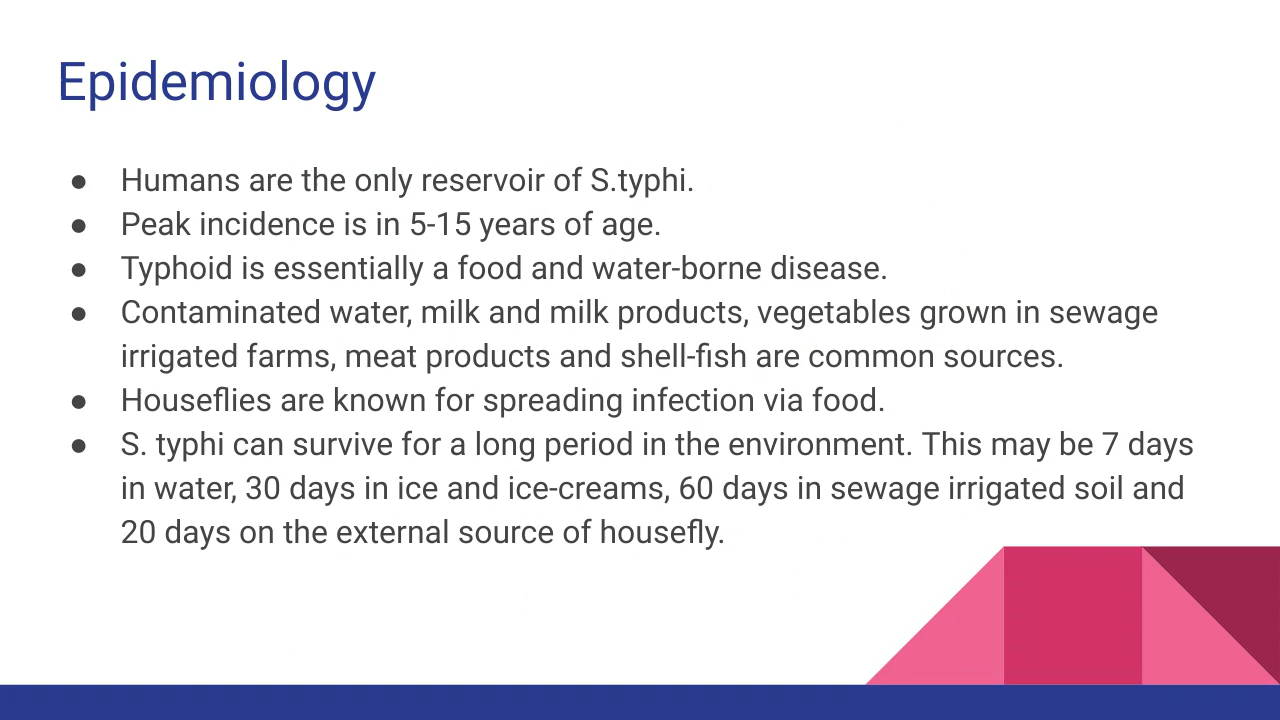 Epidemiology
● Humans are the only reservoir of S.typhi.
● Peak incidence is in 5-15 years of age.
● Typhoid is essentially a food and water-borne disease.
● Contaminated water, milk and milk products, vegetables grown in sewage
irrigated farms, meat products and shell-fish are common sources.
● Houseflies are known for spreading infection via food.
● S. typhi can survive for a long period in the environment. This may be 7 days
in water, 30 days in ice and ice-creams, 60 days in sewage irrigated soil and
20 days on the external source of housefly.